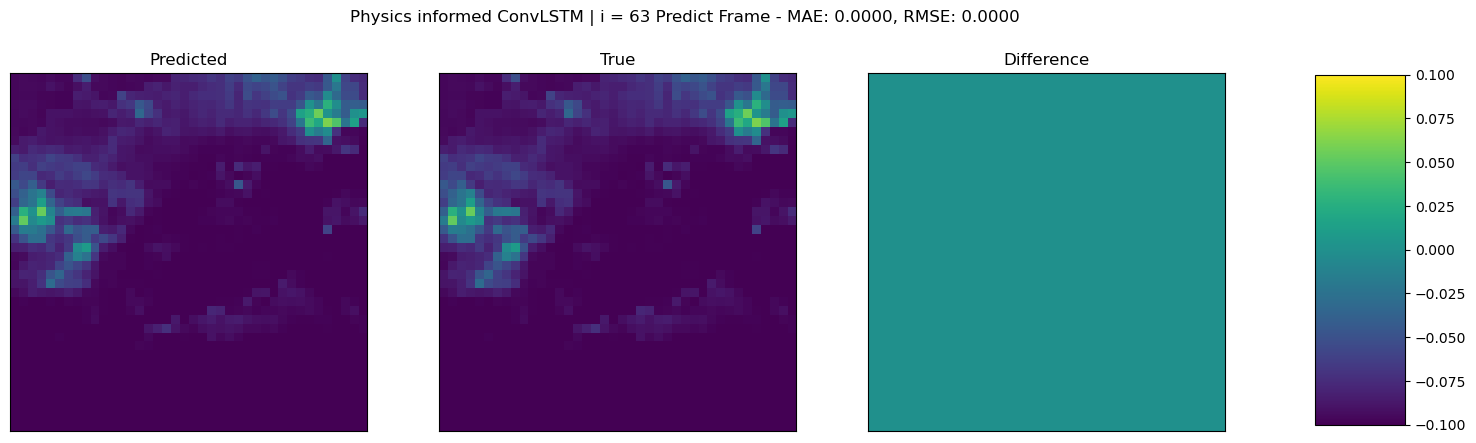 Physics informed ConvLSTM | i = 63 Predict Frame - MAE: 0.0000, RMSE: 0.0000
Predicted
True
Difference
0.100
0.075
0.050
0.025
0.000
−0.025
−0.050
−0.075
−0.100